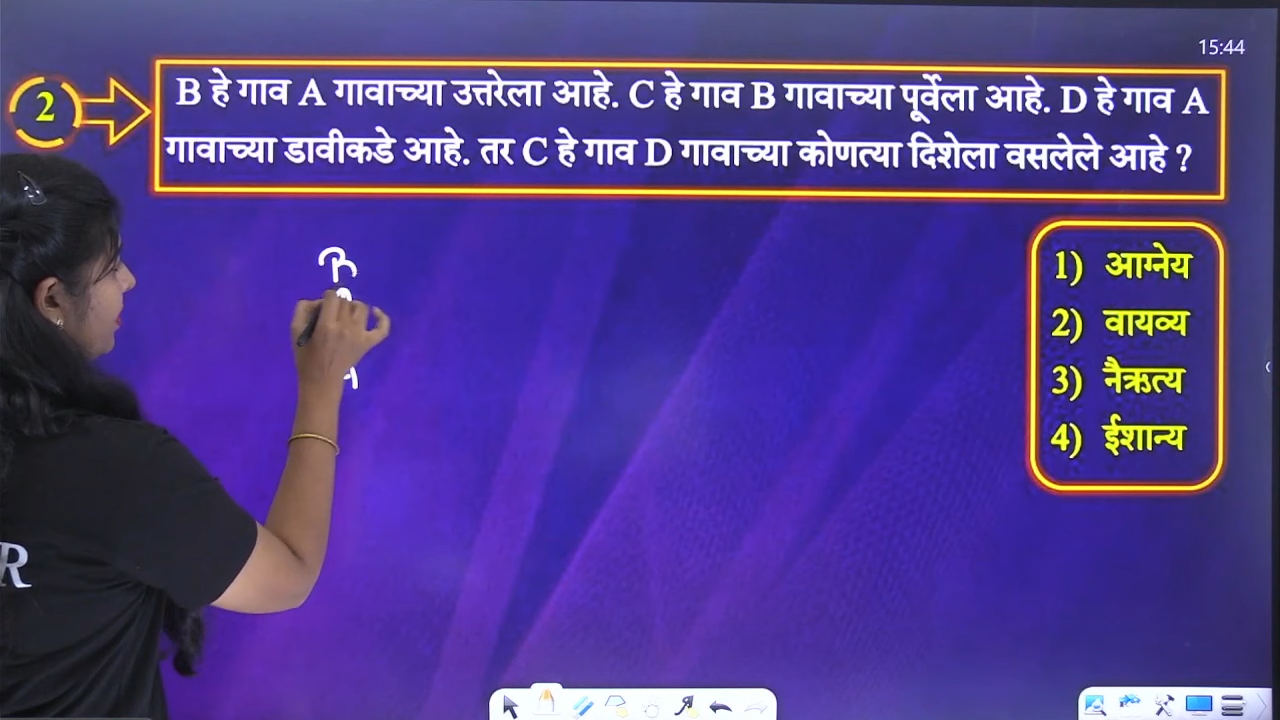 15:44
2
B हे गाव A गावाच्या उत्तरेला आहे. C हे गाव B गावाच्या पूर्वेला आहे. D हे गाव A
गावाच्या डावीकडे आहे. तर C हे गाव D गावाच्या कोणत्या दिशेला वसलेले आहे ?
1) आग्नेय
2) वायव्य
3) नैऋत्य
4) ईशान्य
B
R